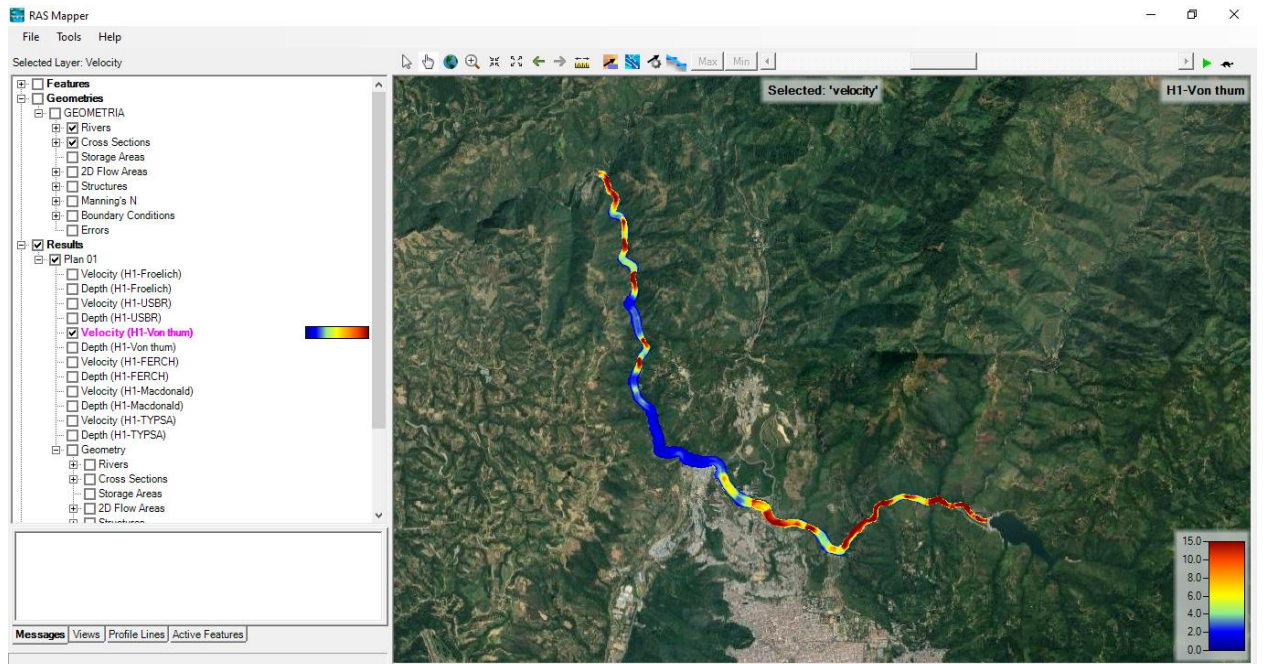 RAS Mapper
File Tools Help
Selected Layer: Velocity
Max Min
Features
Geometries
GEOMETRIA
Rivers
Cross Sections
Storage Areas
2D Flow Areas
Structures
Manning's N
Boundary Conditions
Errors
Results
Plan 01
Velocity (H1-Froelich)
Depth (H1-Froelich)
Velocity (H1-USBR)
Depth (H1-USBR)
Velocity (H1-Von thum)
Depth (H1-Von thum)
Velocity (H1-FERCH)
Depth (H1-FERCH)
Velocity (H1-Macdonald)
Depth (H1-Macdonald)
Velocity (H1-TYPSA)
Depth (H1-TYPSA)
Geometry
Rivers
Cross Sections
Storage Areas
2D Flow Areas
Structures
Messages Views Profile Lines Active Features
Selected: 'velocity'
H1-Von thum
15.0
10.0
8.0
6.0
4.0
2.0
0.0